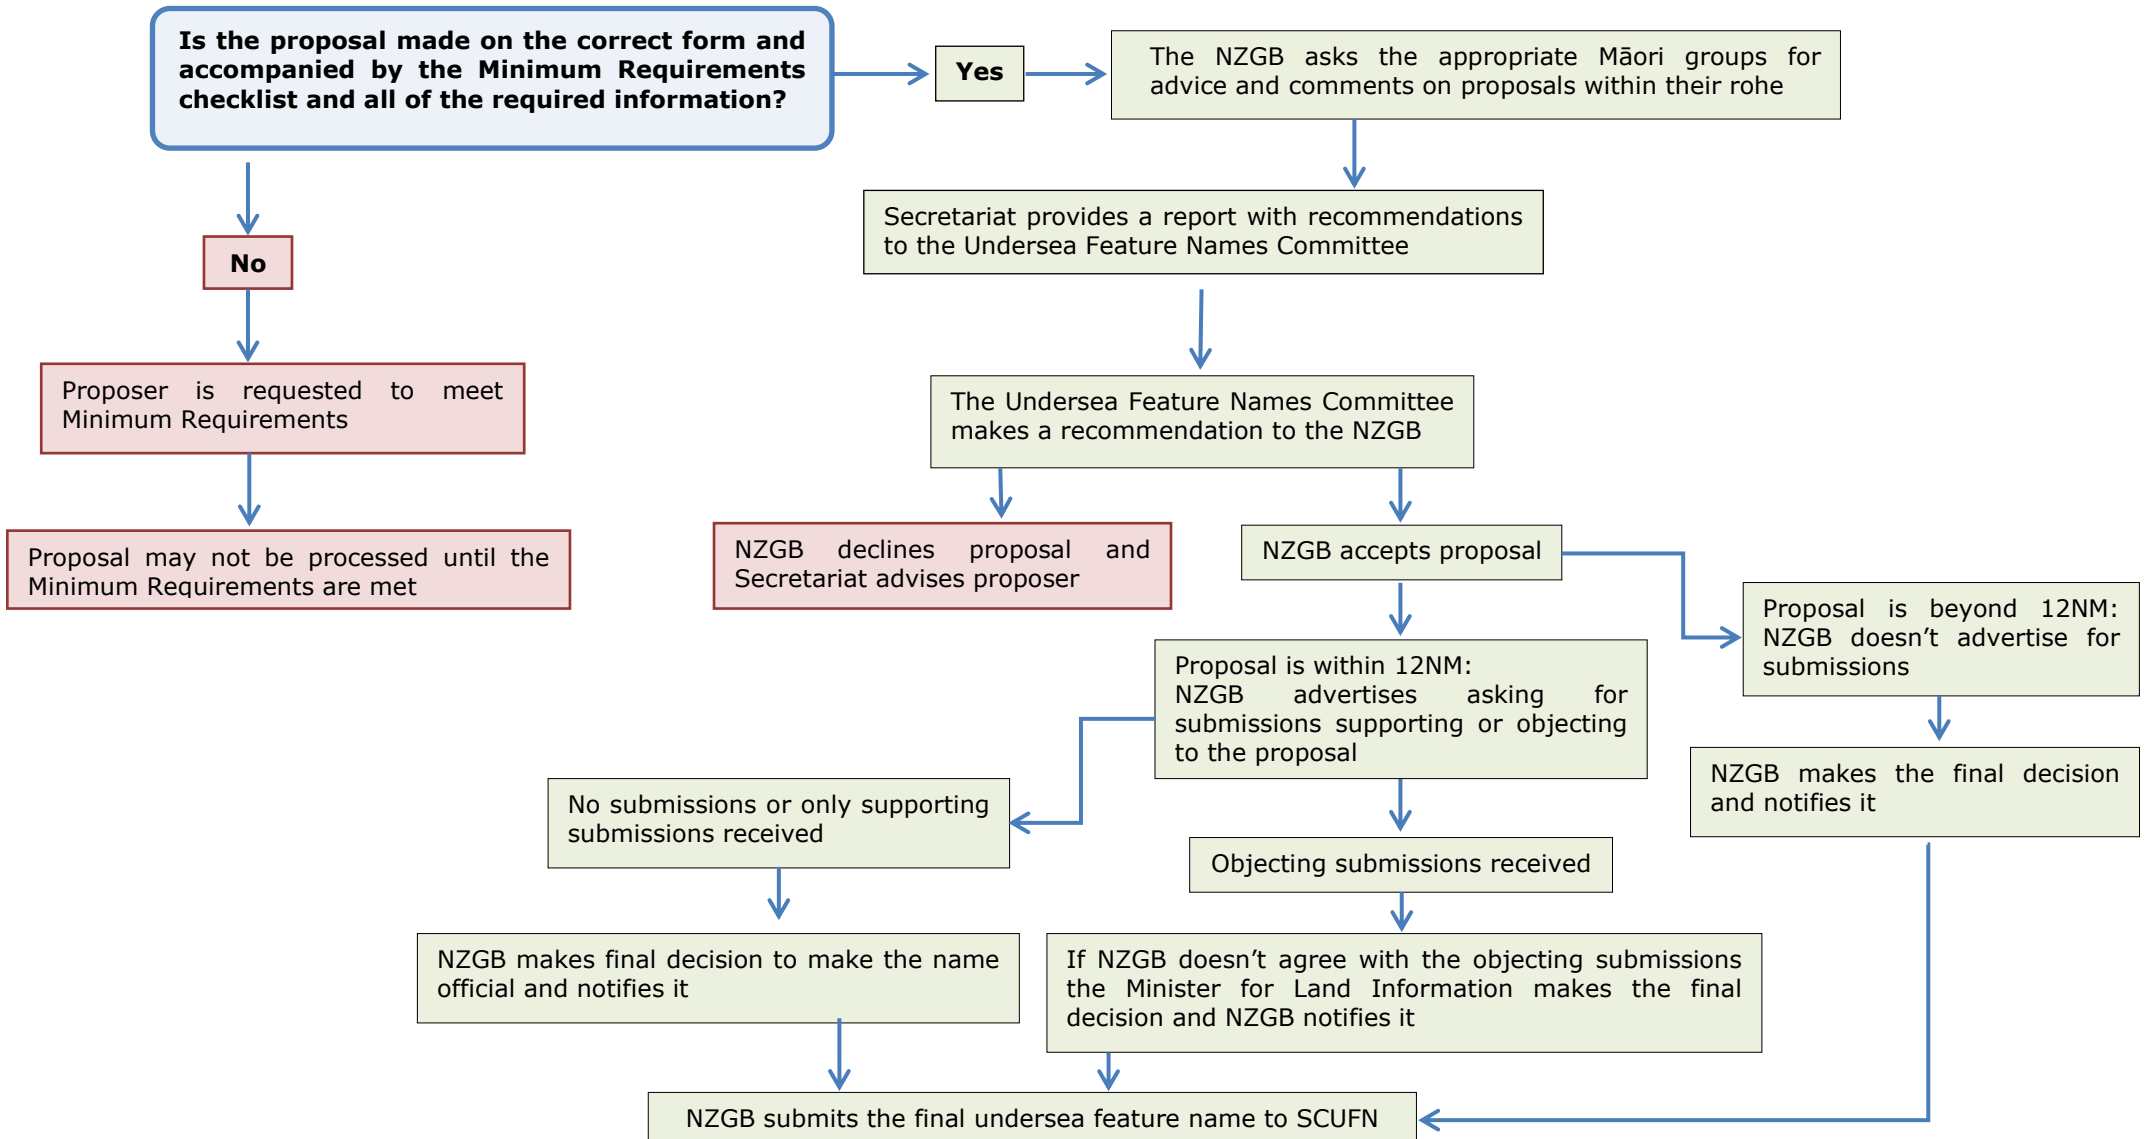 Is the proposal made on the correct form and
accompanied by the Minimum Requirements
checklist and all of the required information?
Yes
The NZGB asks the appropriate Māori groups for
advice and comments on proposals within their rohe
Secretariat provides a report with recommendations
to the Undersea Feature Names Committee
No
Proposer is requested to meet
Minimum Requirements
The Undersea Feature Names Committee
makes a recommendation to the NZGB
Proposal may not be processed until the
Minimum Requirements are met
NZGB declines proposal and
Secretariat advises proposer
NZGB accepts proposal
Proposal is beyond 12NM:
NZGB doesn’t advertise for
submissions
Proposal is within 12NM:
NZGB advertises asking for
submissions supporting or objecting
to the proposal
NZGB makes the final decision
and notifies it
No submissions or only supporting
submissions received
Objecting submissions received
NZGB makes final decision to make the name
official and notifies it
If NZGB doesn’t agree with the objecting submissions
the Minister for Land Information makes the final
decision and NZGB notifies it
NZGB submits the final undersea feature name to SCUFN